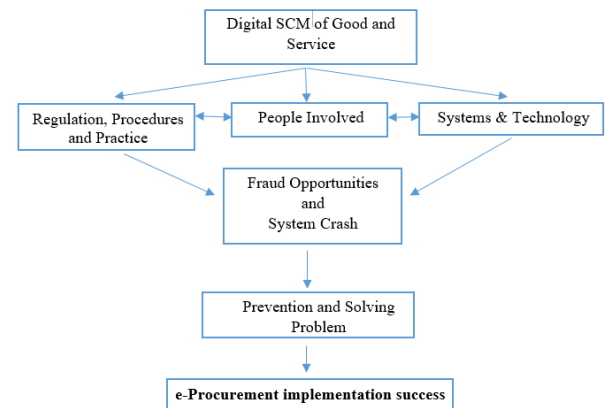 Digital SCM of Good and
Service
Regulation, Procedures
and Practice
People Involved
Systems & Technology
Fraud Opportunities
and
System Crash
Prevention and Solving
Problem
e-Procurement implementation success